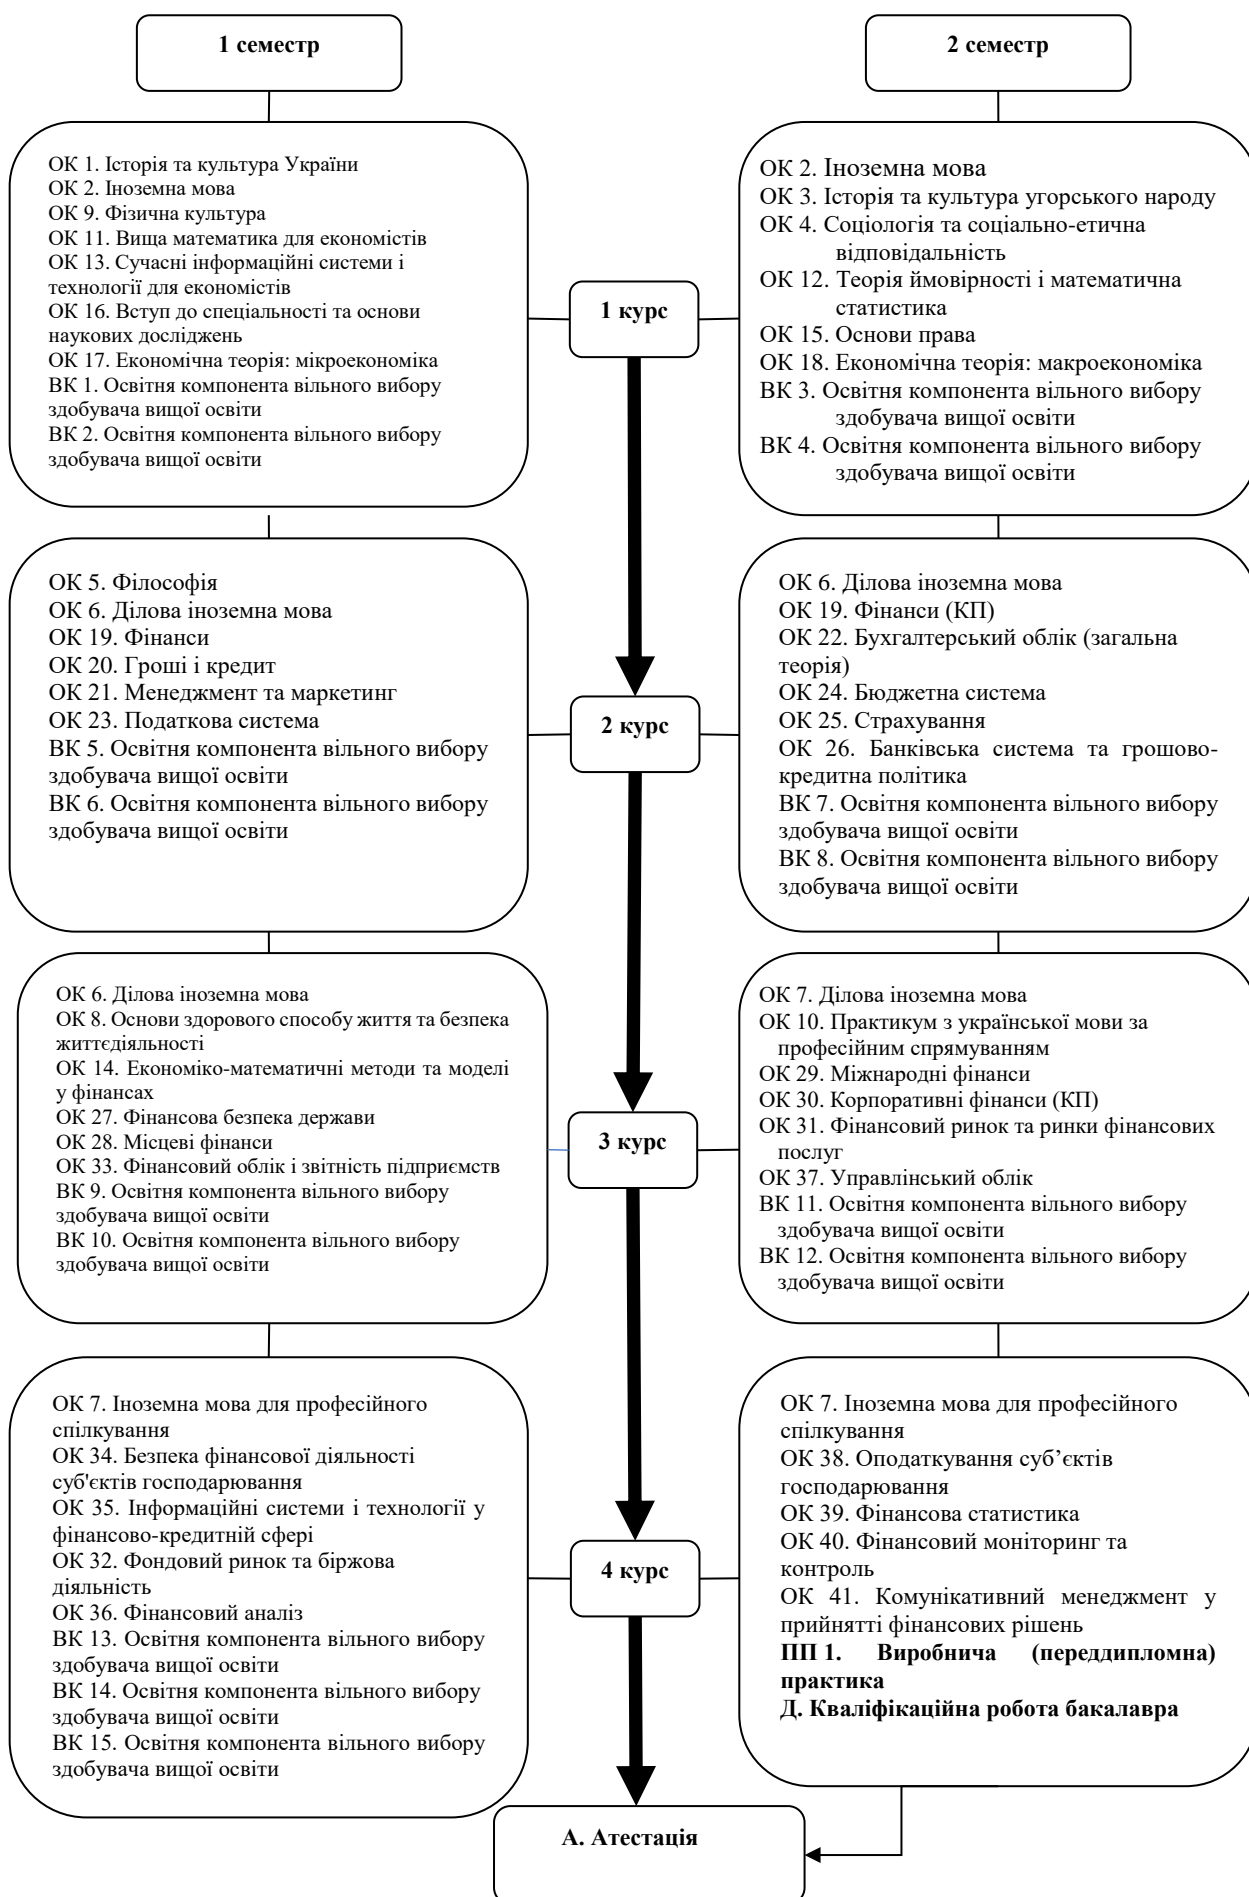 1 семестр
2 семестр
ОК 1. Історія та культура України
ОК 2. Іноземна мова
ОК 9. Фізична культура
ОК 11. Вища математика для економістів
ОК 13. Сучасні інформаційні системи і
технології для економістів
ОК 16. Вступ до спеціальності та основи
наукових досліджень
ОК 17. Економічна теорія: мікроекономіка
ВК 1. Освітня компонента вільного вибору
здобувача вищої освіти
ВК 2. Освітня компонента вільного вибору
здобувача вищої освіти
1 курс
ОК 2. Іноземна мова
ОК 3. Історія та культура угорського народу
ОК 4. Соціологія та соціально-етична
відповідальність
ОК 12. Теорія ймовірності і математична
статистика
ОК 15. Основи права
ОК 18. Економічна теорія: макроекономіка
ВК 3. Освітня компонента вільного вибору
здобувача вищої освіти
ВК 4. Освітня компонента вільного вибору
здобувача вищої освіти
ОК 5. Філософія
ОК 6. Ділова іноземна мова
ОК 19. Фінанси
ОК 20. Гроші і кредит
ОК 21. Менеджмент та маркетинг
ОК 23. Податкова система
ВК 5. Освітня компонента вільного вибору
здобувача вищої освіти
ВК 6. Освітня компонента вільного вибору
здобувача вищої освіти
2 курс
ОК 6. Ділова іноземна мова
ОК 19. Фінанси (КП)
ОК 22. Бухгалтерський облік (загальна
теорія)
ОК 24. Бюджетна система
ОК 25. Страхування
ОК 26. Банківська система та грошово-
кредитна політика
ВК 7. Освітня компонента вільного вибору
здобувача вищої освіти
ВК 8. Освітня компонента вільного вибору
здобувача вищої освіти
ОК 6. Ділова іноземна мова
ОК 8. Основи здорового способу життя та безпека
життєдіяльності
ОК 14. Економіко-математичні методи та моделі
у фінансах
ОК 27. Фінансова безпека держави
ОК 28. Місцеві фінанси
ОК 33. Фінансовий облік і звітність підприємств
ВК 9. Освітня компонента вільного вибору
здобувача вищої освіти
ВК 10. Освітня компонента вільного вибору
здобувача вищої освіти
3 курс
ОК 7. Ділова іноземна мова
ОК 10. Практикум з української мови за
професійним спрямуванням
ОК 29. Міжнародні фінанси
ОК 30. Корпоративні фінанси (КП)
ОК 31. Фінансовий ринок та ринки фінансових
послуг
ОК 37. Управлінський облік
ВК 11. Освітня компонента вільного вибору
здобувача вищої освіти
ВК 12. Освітня компонента вільного вибору
здобувача вищої освіти
ОК 7. Іноземна мова для професійного
спілкування
ОК 34. Безпека фінансової діяльності
суб'єктів господарювання
ОК 35. Інформаційні системи і технології у
фінансово-кредитній сфері
ОК 32. Фондовий ринок та біржова
діяльність
ОК 36. Фінансовий аналіз
ВК 13. Освітня компонента вільного вибору
здобувача вищої освіти
ВК 14. Освітня компонента вільного вибору
здобувача вищої освіти
ВК 15. Освітня компонента вільного вибору
здобувача вищої освіти
4 курс
ОК 7. Іноземна мова для професійного
спілкування
ОК 38. Оподаткування суб’єктів
господарювання
ОК 39. Фінансова статистика
ОК 40. Фінансовий моніторинг та
контроль
ОК 41. Комунікативний менеджмент у
прийнятті фінансових рішень
ПП 1. Виробнича (переддипломна)
практика
Д. Кваліфікаційна робота бакалавра
А. Атестація